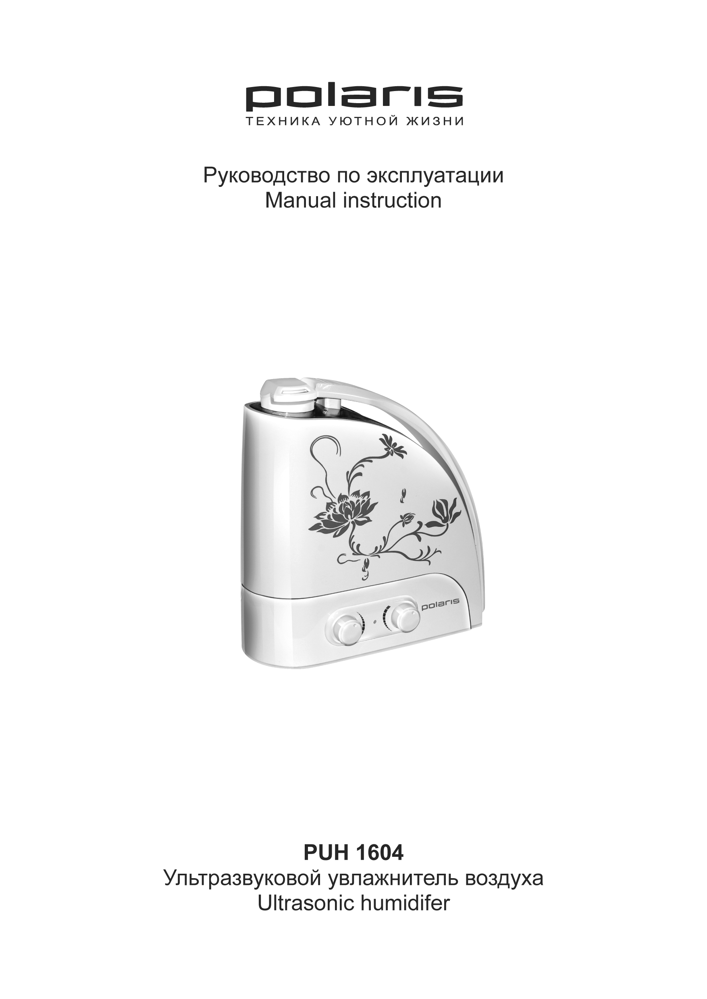 polaris
ТЕХНИКА УЮТНОЙ ЖИЗНИ
Руководство по эксплуатации
Manual instruction
polaris
PUH 1604
Ультразвуковой увлажнитель воздуха
Ultrasonic humidifer